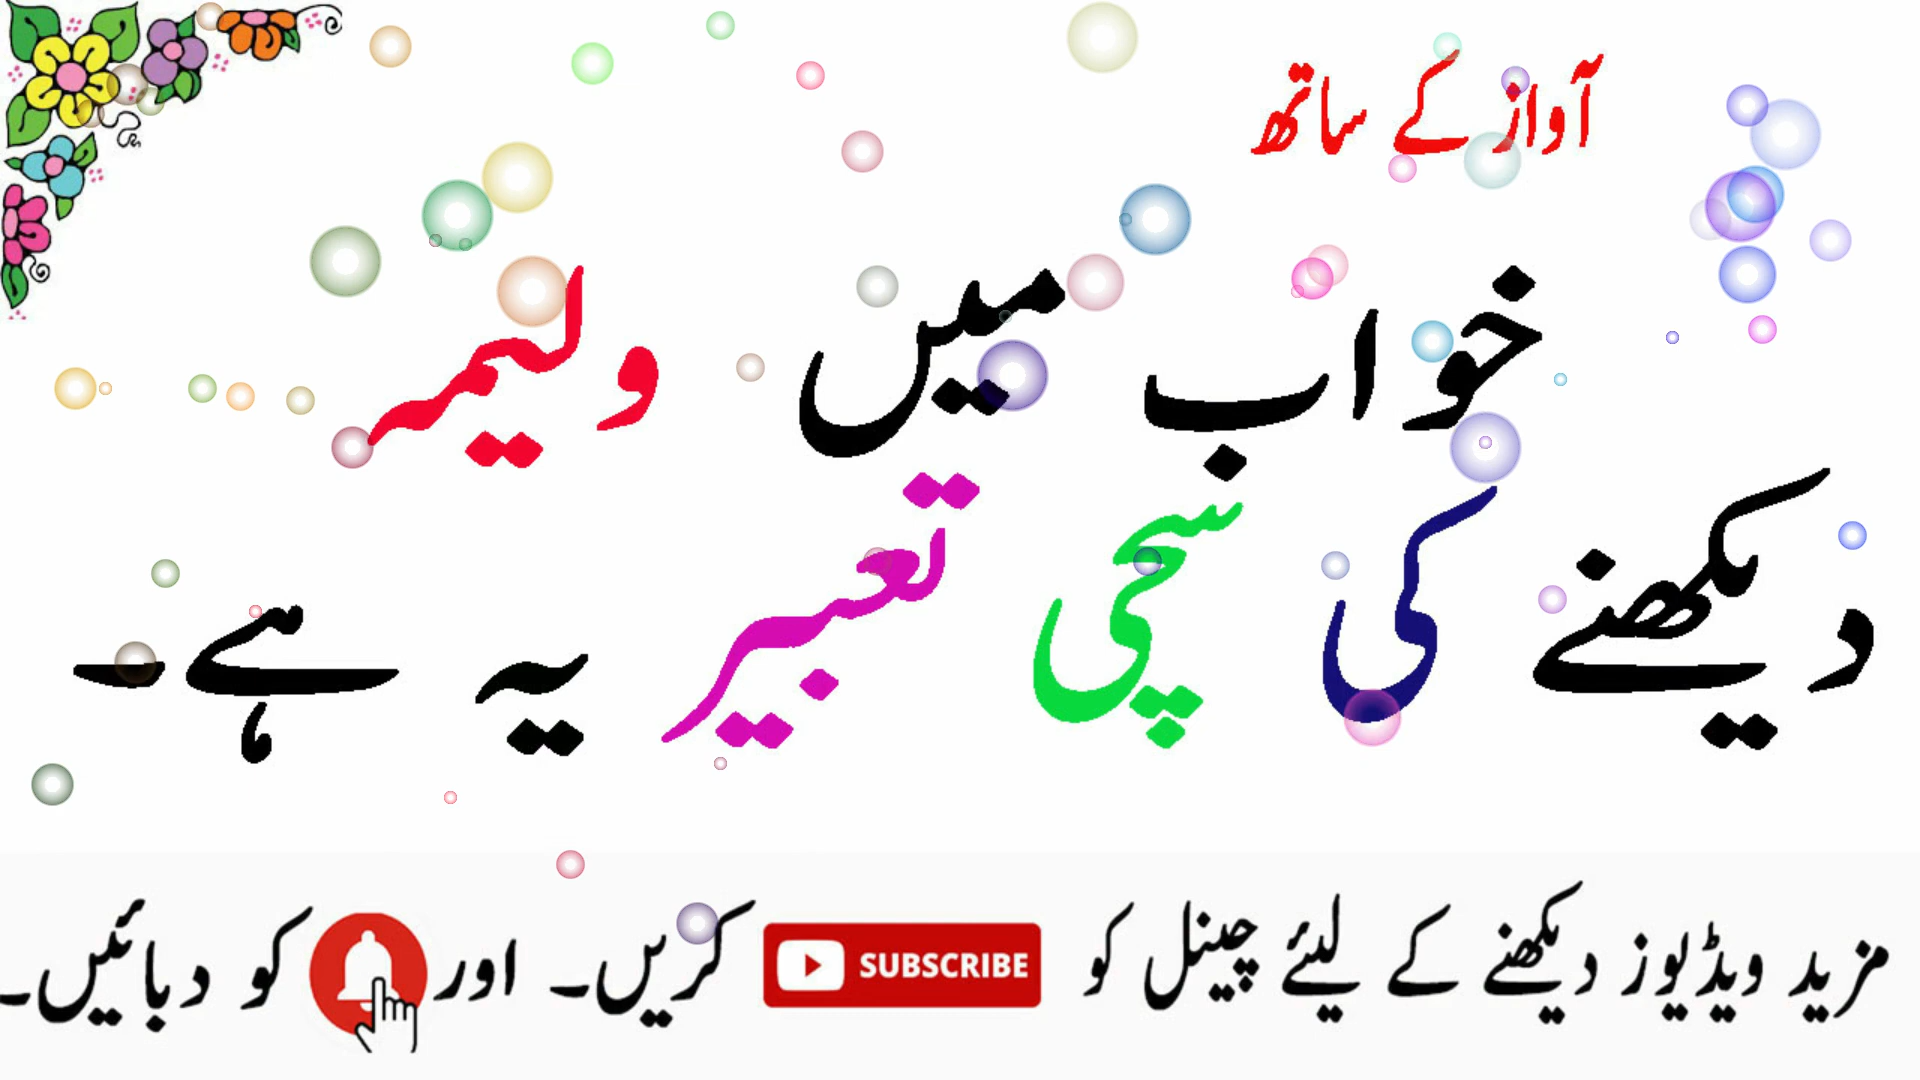 آواز کے ساتھ
خواب میں ولیمہ
دیکھنے کی سچی تعبیر یہ ہے۔
مزید ویڈیوز دیکھنے کے لیئے چینل کو SUBSCRIBE کریں۔ اور کو دبائیں۔